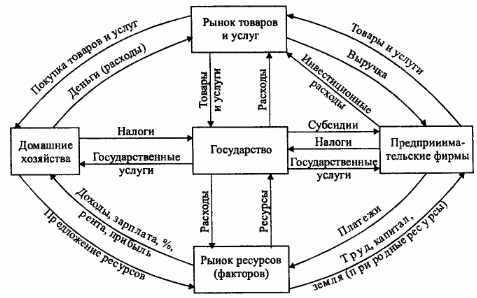 Рынок товаров
и услуг
Покупка товаров и услуг
Деньги (расходы)
Товары и услуги
Выручка
Инвестиционные
расходы
Товары
и услуги
Расходы
Домашние
хозяйства
Налоги
Государственные
услуги
Государство
Субсидии
Налоги
Государственные
услуги
Предпринима-
тельские фирмы
Расходы
Ресурсы
Доходы, зарплата, %,
рента, прибыль
Предложение ресурсов
Рынок ресурсов
(факторов)
Платежи
Труд, капитал,
земля (природные ресурсы)